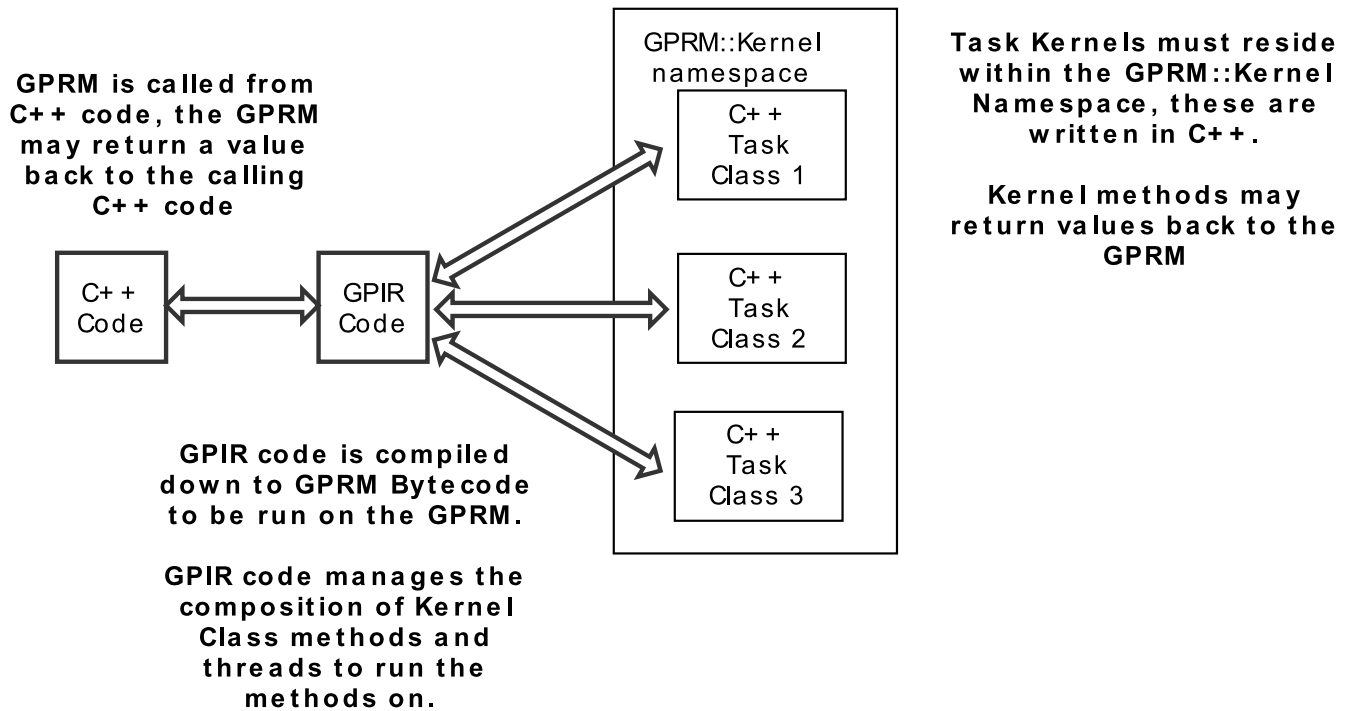 GPRM is called from
C++ code, the GPRM
may return a value
back to the calling
C++ code
C++
Code
GPIR
Code
GPIR code is compiled
down to GPRM Bytecode
to be run on the GPRM.
GPIR code manages the
composition of Kernel
Class methods and
threads to run the
methods on.
GPRM::Kernel
namespace
C++
Task
Class 1
C++
Task
Class 2
C++
Task
Class 3
Task Kernels must reside
within the GPRM::Kernel
Namespace, these are
written in C++.
Kernel methods may
return values back to the
GPRM